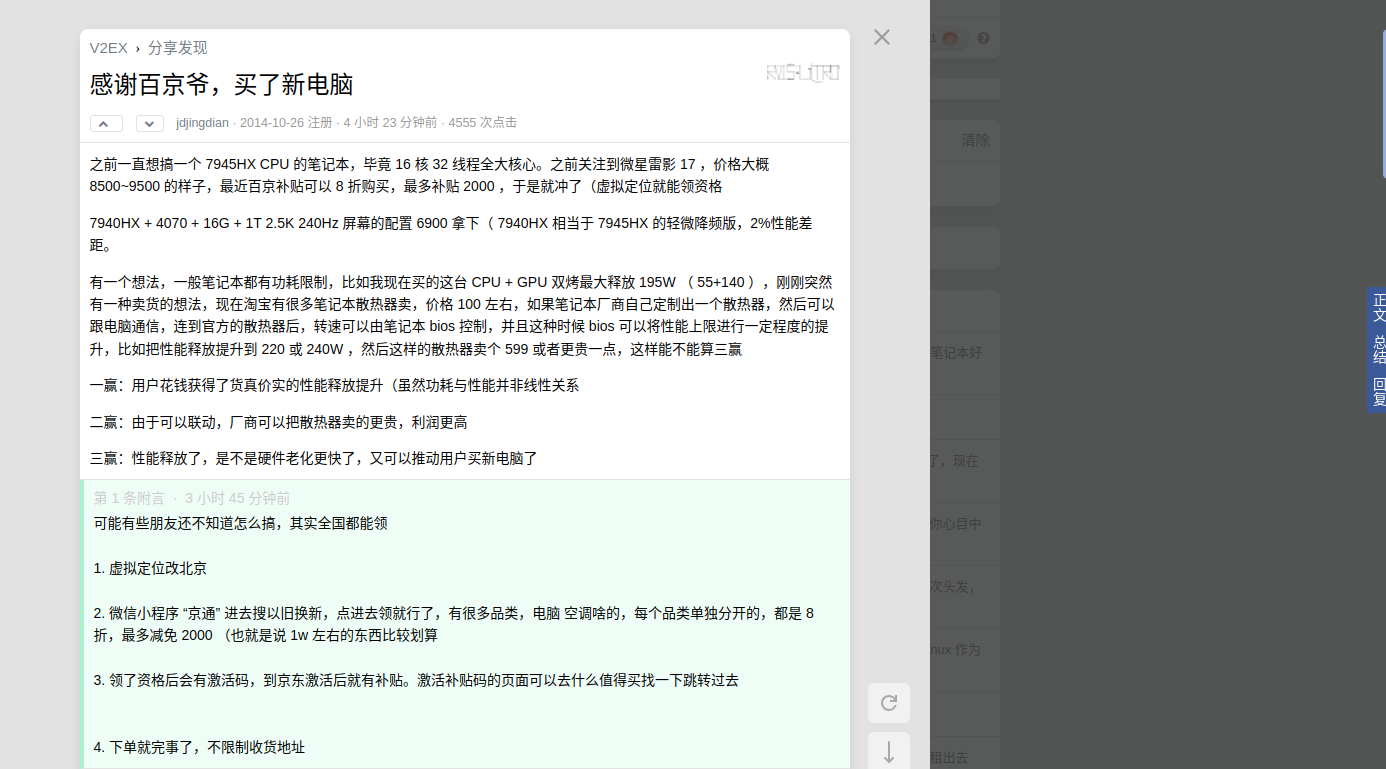 V2EX › 分享发现
感谢百京爷，买了新电脑
jdjingdian · 2014-10-26 注册 · 4 小时 23 分钟前 · 4555 次点击
之前一直想搞一个 7945HX CPU 的笔记本，毕竟 16 核 32 线程全大核心。之前关注到微星雷影 17 ，价格大概
8500~9500 的样子，最近百京补贴可以 8 折购买，最多补贴 2000 ，于是就冲了（虚拟定位就能领资格
7940HX + 4070 + 16G + 1T 2.5K 240Hz 屏幕的配置 6900 拿下（ 7940HX 相当于 7945HX 的轻微降频版，2%性能差
距。
有一个想法，一般笔记本都有功耗限制，比如我现在买的这台 CPU + GPU 双烤最大释放 195W （ 55+140 ），刚刚突然
有一种卖货的想法，现在淘宝有很多笔记本散热器卖，价格 100 左右，如果笔记本厂商自己定制出一个散热器，然后可以
跟电脑通信，连到官方的散热器后，转速可以由笔记本 bios 控制，并且这种时候 bios 可以将性能上限进行一定程度的提
升，比如把性能释放提升到 220 或 240W ，然后这样的散热器卖个 599 或者更贵一点，这样能不能算三赢
一赢：用户花钱获得了货真价实的性能释放提升（虽然功耗与性能并非线性关系
二赢：由于可以联动，厂商可以把散热器卖的更贵，利润更高
三赢：性能释放了，是不是硬件老化更快了，又可以推动用户买新电脑了
第 1 条附言 · 3 小时 45 分钟前
可能有些朋友还不知道怎么搞，其实全国都能领
1. 虚拟定位改北京
2. 微信小程序 “京通” 进去搜以旧换新，点进去领就行了，有很多品类，电脑 空调啥的，每个品类单独分开的，都是 8
折，最多减免 2000 （也就是说 1w 左右的东西比较划算
3. 领了资格后会有激活码，到京东激活后就有补贴。激活补贴码的页面可以去什么值得买找一下跳转过去
4. 下单就完事了，不限制收货地址
1
清除
笔记本好
了，现在
你心目中
次头发，
nux 作为
租出去
正文
总结
回复